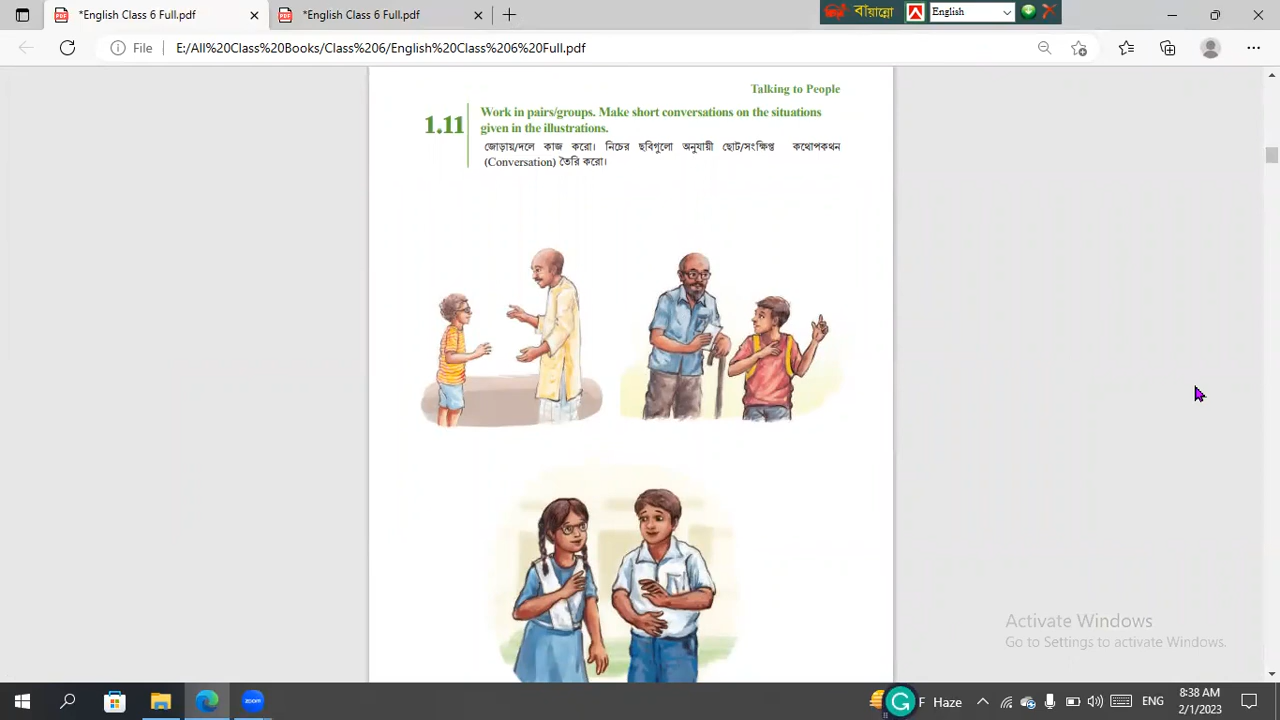 *English Class 6 Full.pdf
*English Class 6 Full.pdf
বায়ান্নো
English
File
E:/All%20Class%20Books/Class%206/English%20Class%206%20Full.pdf
Talking to People
1.11
Work in pairs/groups. Make short conversations on the situations
given in the illustrations.
জোড়ায়/দলে কাজ করো। নিচের ছবিগুলো অনুযায়ী ছোট/সংক্ষিপ্ত কথোপকথন
(Conversation) তৈরি করো।
Activate Windows
Go to Settings to activate Windows.
zoom
F Haze
ENG
8:38 AM
2/1/2023